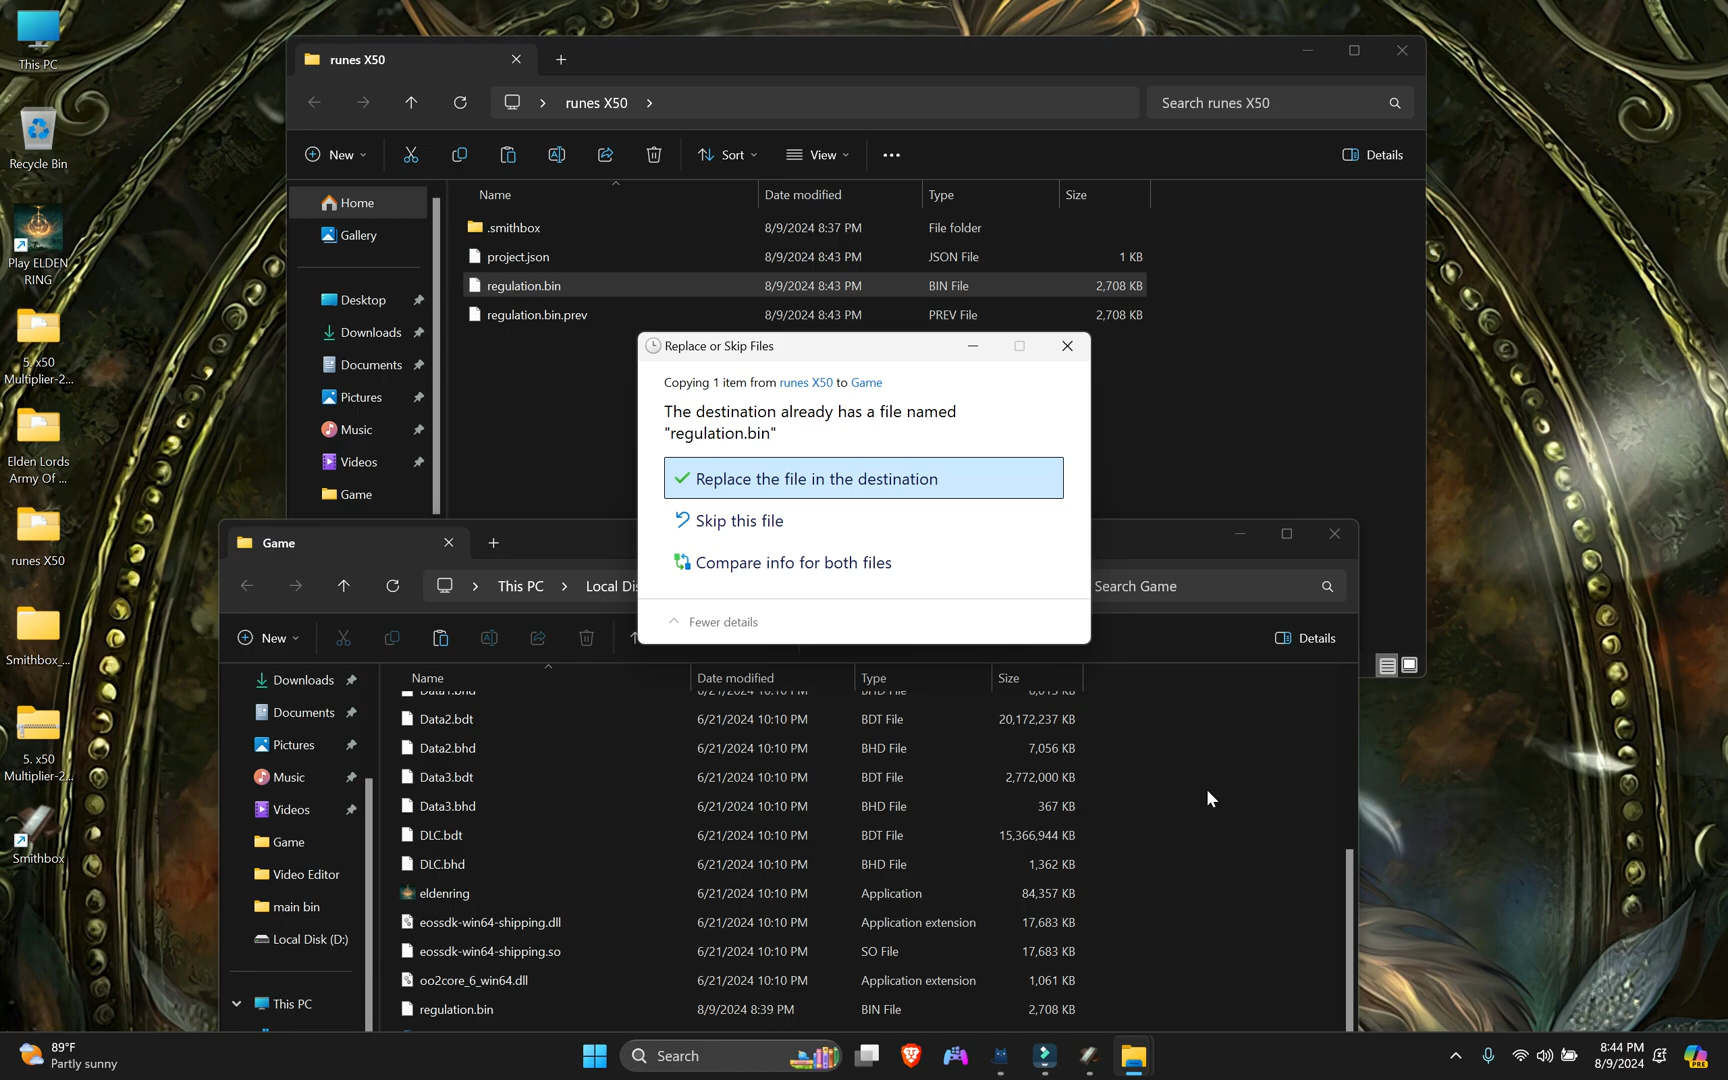 This PC
Recycle Bin
Play ELDEN
RING
5. x50
Multiplier-2...
Elden Lords
Army Of ...
runes X50
Smithbox_...
5. x50
Multiplier-2...
Smithbox
runes X50
runes X50
Search runes X50
New
Sort
View
Details
Name Date modified Type Size
Home
Gallery
Desktop
Downloads
Documents
Pictures
Music
Videos
Game
.smithbox 8/9/2024 8:37 PM File folder
project.json 8/9/2024 8:43 PM JSON File 1 KB
regulation.bin 8/9/2024 8:43 PM BIN File 2,708 KB
regulation.bin.prev 8/9/2024 8:43 PM PREV File 2,708 KB
Replace or Skip Files
Copying 1 item from runes X50 to Game
The destination already has a file named
"regulation.bin"
Replace the file in the destination
Skip this file
Compare info for both files
Fewer details
Game
This PC
Search Game
New
Details
Name Date modified Type Size
Downloads
Documents
Pictures
Music
Videos
Game
Video Editor
main bin
Local Disk (D:)
This PC
Data2.bdt 6/21/2024 10:10 PM BDT File 20,172,237 KB
Data2.bhd 6/21/2024 10:10 PM BHD File 7,056 KB
Data3.bdt 6/21/2024 10:10 PM BDT File 2,772,000 KB
Data3.bhd 6/21/2024 10:10 PM BHD File 367 KB
DLC.bdt 6/21/2024 10:10 PM BDT File 15,366,944 KB
DLC.bhd 6/21/2024 10:10 PM BHD File 1,362 KB
eldenring 6/21/2024 10:10 PM Application 84,357 KB
eossdk-win64-shipping.dll 6/21/2024 10:10 PM Application extension 17,683 KB
eossdk-win64-shipping.so 6/21/2024 10:10 PM SO File 17,683 KB
oo2core_6_win64.dll 6/21/2024 10:10 PM Application extension 1,061 KB
regulation.bin 8/9/2024 8:39 PM BIN File 2,708 KB
89°F
Partly sunny
Search
8:44 PM
8/9/2024
PRE